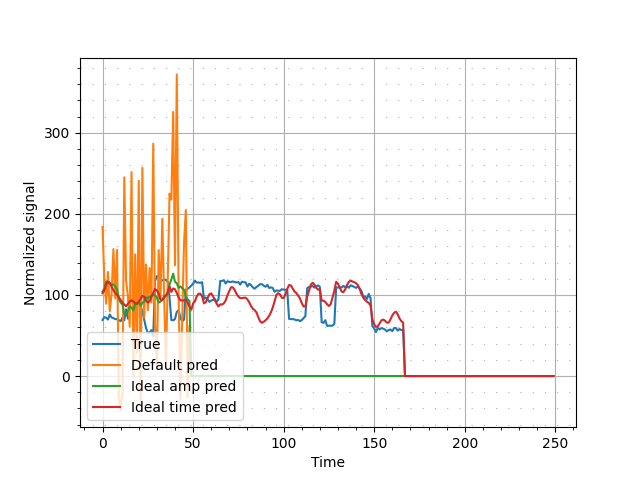 300
200
100
0
Normalized signal
True
Default pred
Ideal amp pred
Ideal time pred
0 50 100 150 200 250
Time